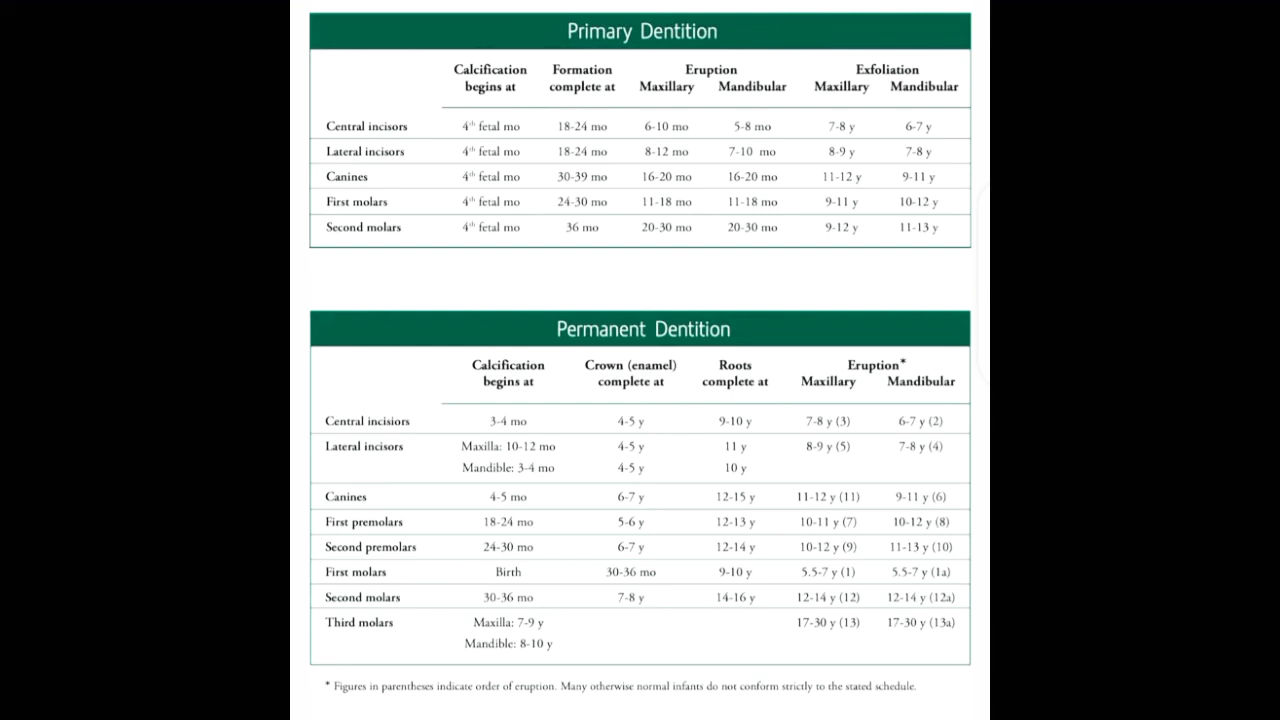 Primary Dentition
Calcification Formation Eruption Exfoliation
begins at complete at Maxillary Mandibular Maxillary Mandibular
Central incisors 4th fetal mo 18-24 mo 6-10 mo 5-8 mo 7-8 y 6-7 y
Lateral incisors 4th fetal mo 18-24 mo 8-12 mo 7-10 mo 8-9 y 7-8 y
Canines 4th fetal mo 30-39 mo 16-20 mo 16-20 mo 11-12 y 9-11 y
First molars 4th fetal mo 24-30 mo 11-18 mo 11-18 mo 9-11 y 10-12 y
Second molars 4th fetal mo 36 mo 20-30 mo 20-30 mo 9-12 y 11-13 y
Permanent Dentition
Calcification Crown (enamel) Roots Eruption*
begins at complete at complete at Maxillary Mandibular
Central incisiors 3-4 mo 4-5 y 9-10 y 7-8 y (3) 6-7 y (2)
Lateral incisors Maxilla: 10-12 mo 4-5 y 11 y 8-9 y (5) 7-8 y (4)
Mandible: 3-4 mo 4-5 y 10 y
Canines 4-5 mo 6-7 y 12-15 y 11-12 y (11) 9-11 y (6)
First premolars 18-24 mo 5-6 y 12-13 y 10-11 y (7) 10-12 y (8)
Second premolars 24-30 mo 6-7 y 12-14 y 10-12 y (9) 11-13 y (10)
First molars Birth 30-36 mo 9-10 y 5.5-7 y (1) 5.5-7 y (1a)
Second molars 30-36 mo 7-8 y 14-16 y 12-14 y (12) 12-14 y (12a)
Third molars Maxilla: 7-9 y 17-30 y (13) 17-30 y (13a)
Mandible: 8-10 y
* Figures in parentheses indicate order of eruption. Many otherwise normal infants do not conform strictly to the stated schedule.